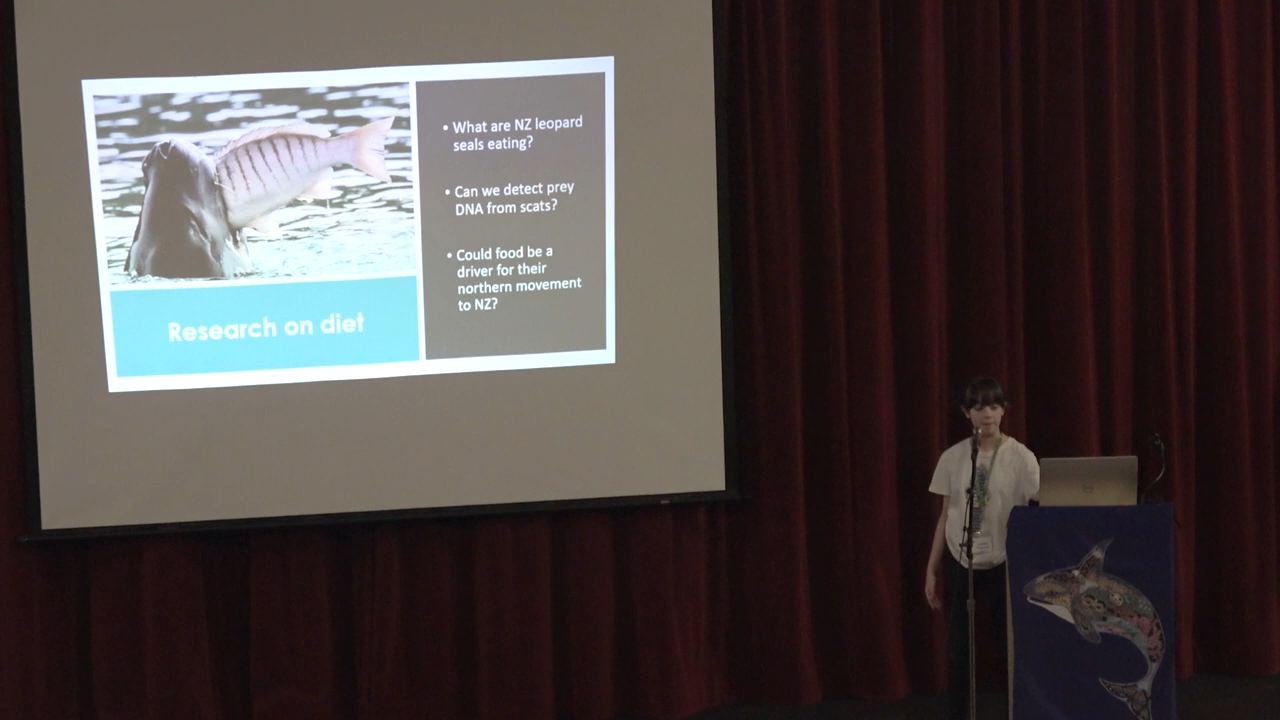 Research on diet
• What are NZ leopard
seals eating?
• Can we detect prey
DNA from scats?
• Could food be a
driver for their
northern movement
to NZ?